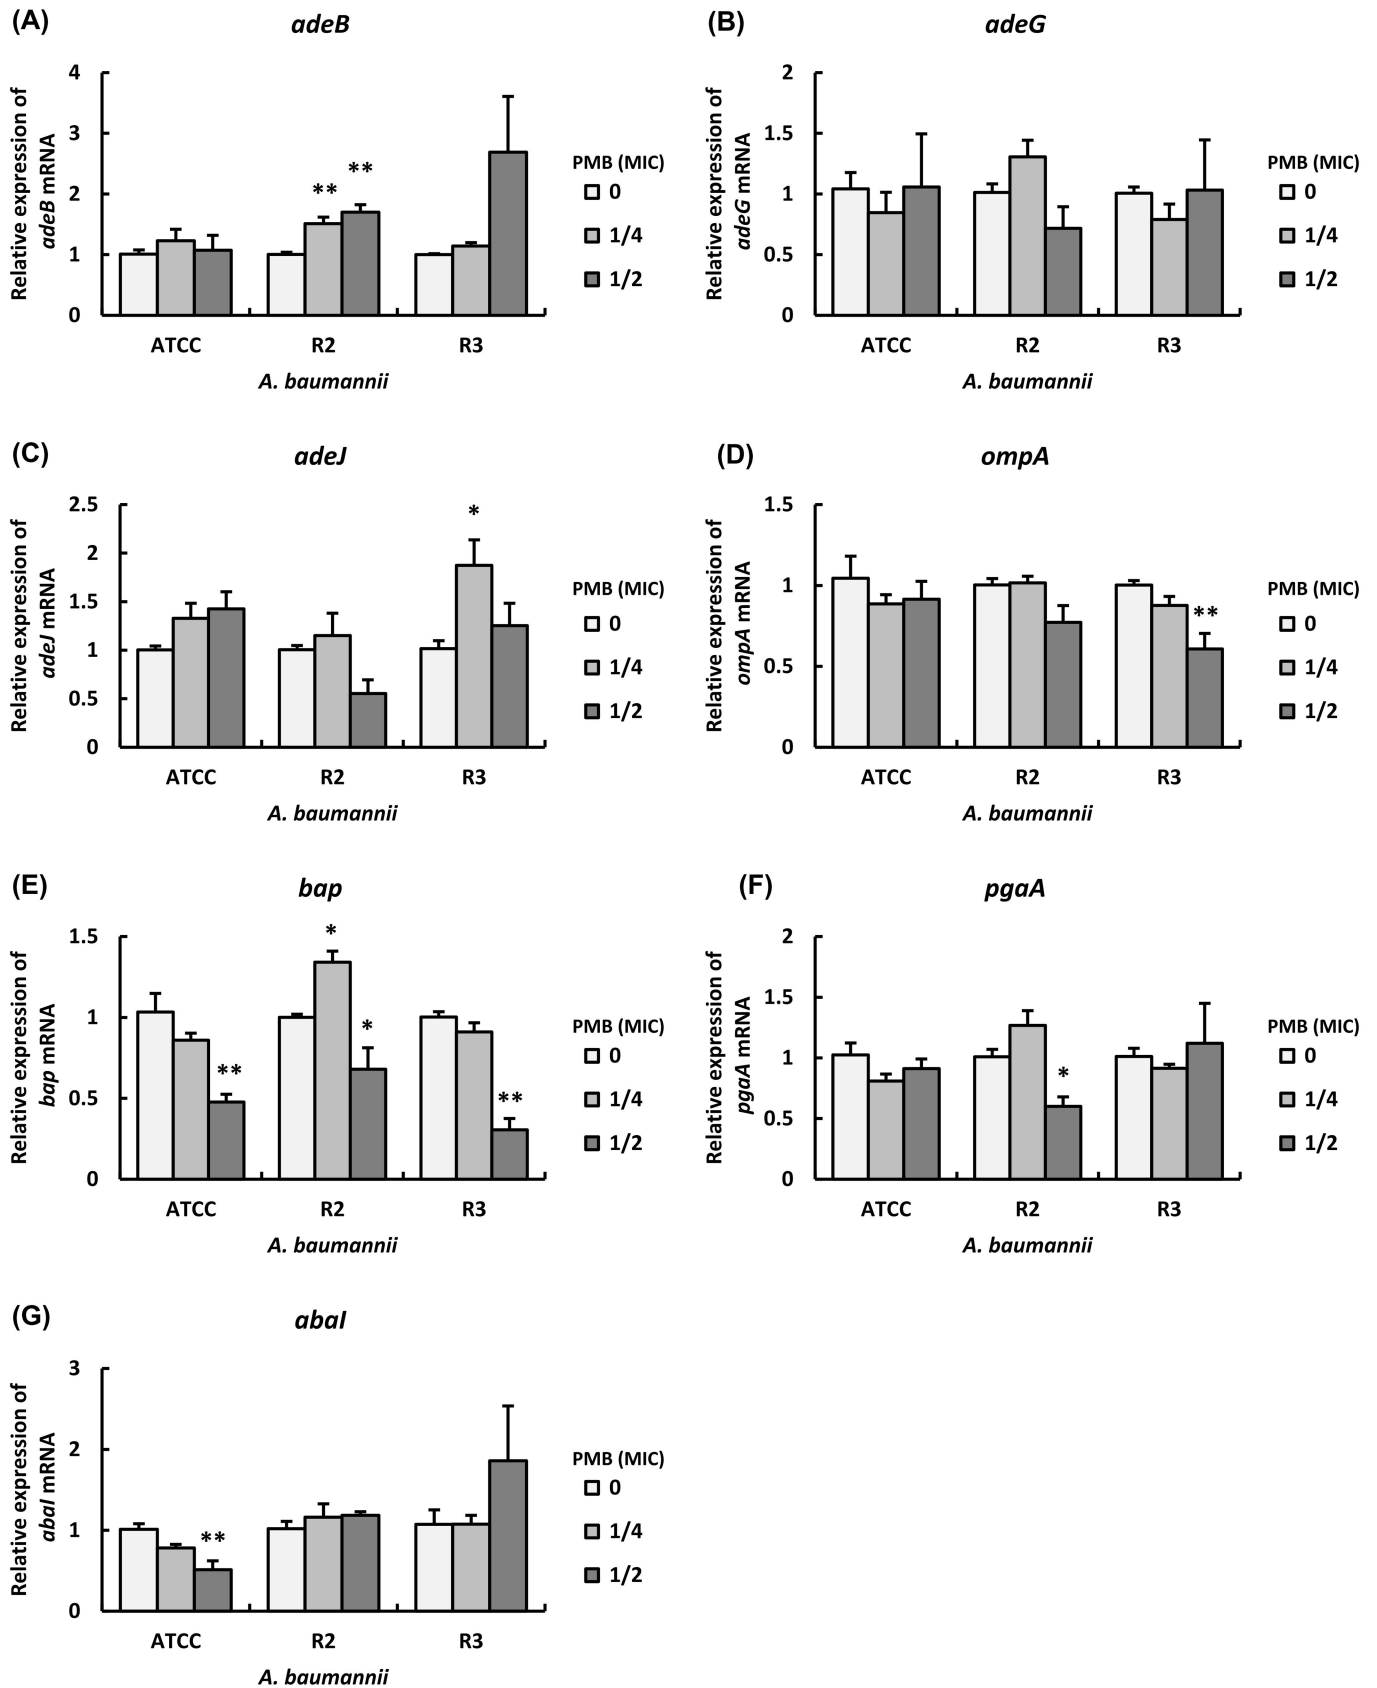 (A)
adeB
Relative expression of
adeB mRNA
4
3
2
1
0
**
**
ATCC
R2
R3
A. baumannii
PMB (MIC)
0
1/4
1/2
(B)
adeG
Relative expression of
adeG mRNA
2
1.5
1
0.5
0
ATCC
R2
R3
A. baumannii
PMB (MIC)
0
1/4
1/2
(C)
adeJ
Relative expression of
adeJ mRNA
2.5
2
1.5
1
0.5
0
*
ATCC
R2
R3
A. baumannii
PMB (MIC)
0
1/4
1/2
(D)
ompA
Relative expression of
ompA mRNA
1.5
1
0.5
0
**
ATCC
R2
R3
A. baumannii
PMB (MIC)
0
1/4
1/2
(E)
bap
Relative expression of
bap mRNA
1.5
1
0.5
0
**
*
*
**
ATCC
R2
R3
A. baumannii
PMB (MIC)
0
1/4
1/2
(F)
pgaA
Relative expression of
pgaA mRNA
2
1.5
1
0.5
0
*
ATCC
R2
R3
A. baumannii
PMB (MIC)
0
1/4
1/2
(G)
abaI
Relative expression of
abaI mRNA
3
2
1
0
**
ATCC
R2
R3
A. baumannii
PMB (MIC)
0
1/4
1/2